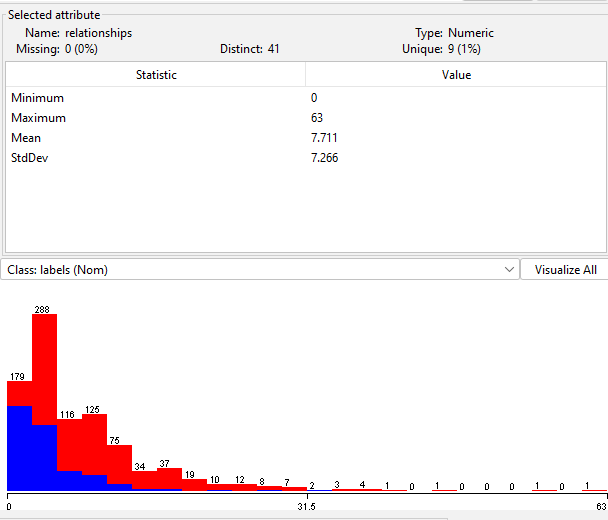 Selected attribute
Name: relationships Type: Numeric
Missing: 0 (0%) Distinct: 41 Unique: 9 (1%)
Statistic Value
Minimum 0
Maximum 63
Mean 7.711
StdDev 7.266
Class: labels (Nom) Visualize All
288
179
116 125
75
34 37
19 10 12 8 7 2 3 4 1 0 1 0 0 0 1 0 1
0 31.5 63